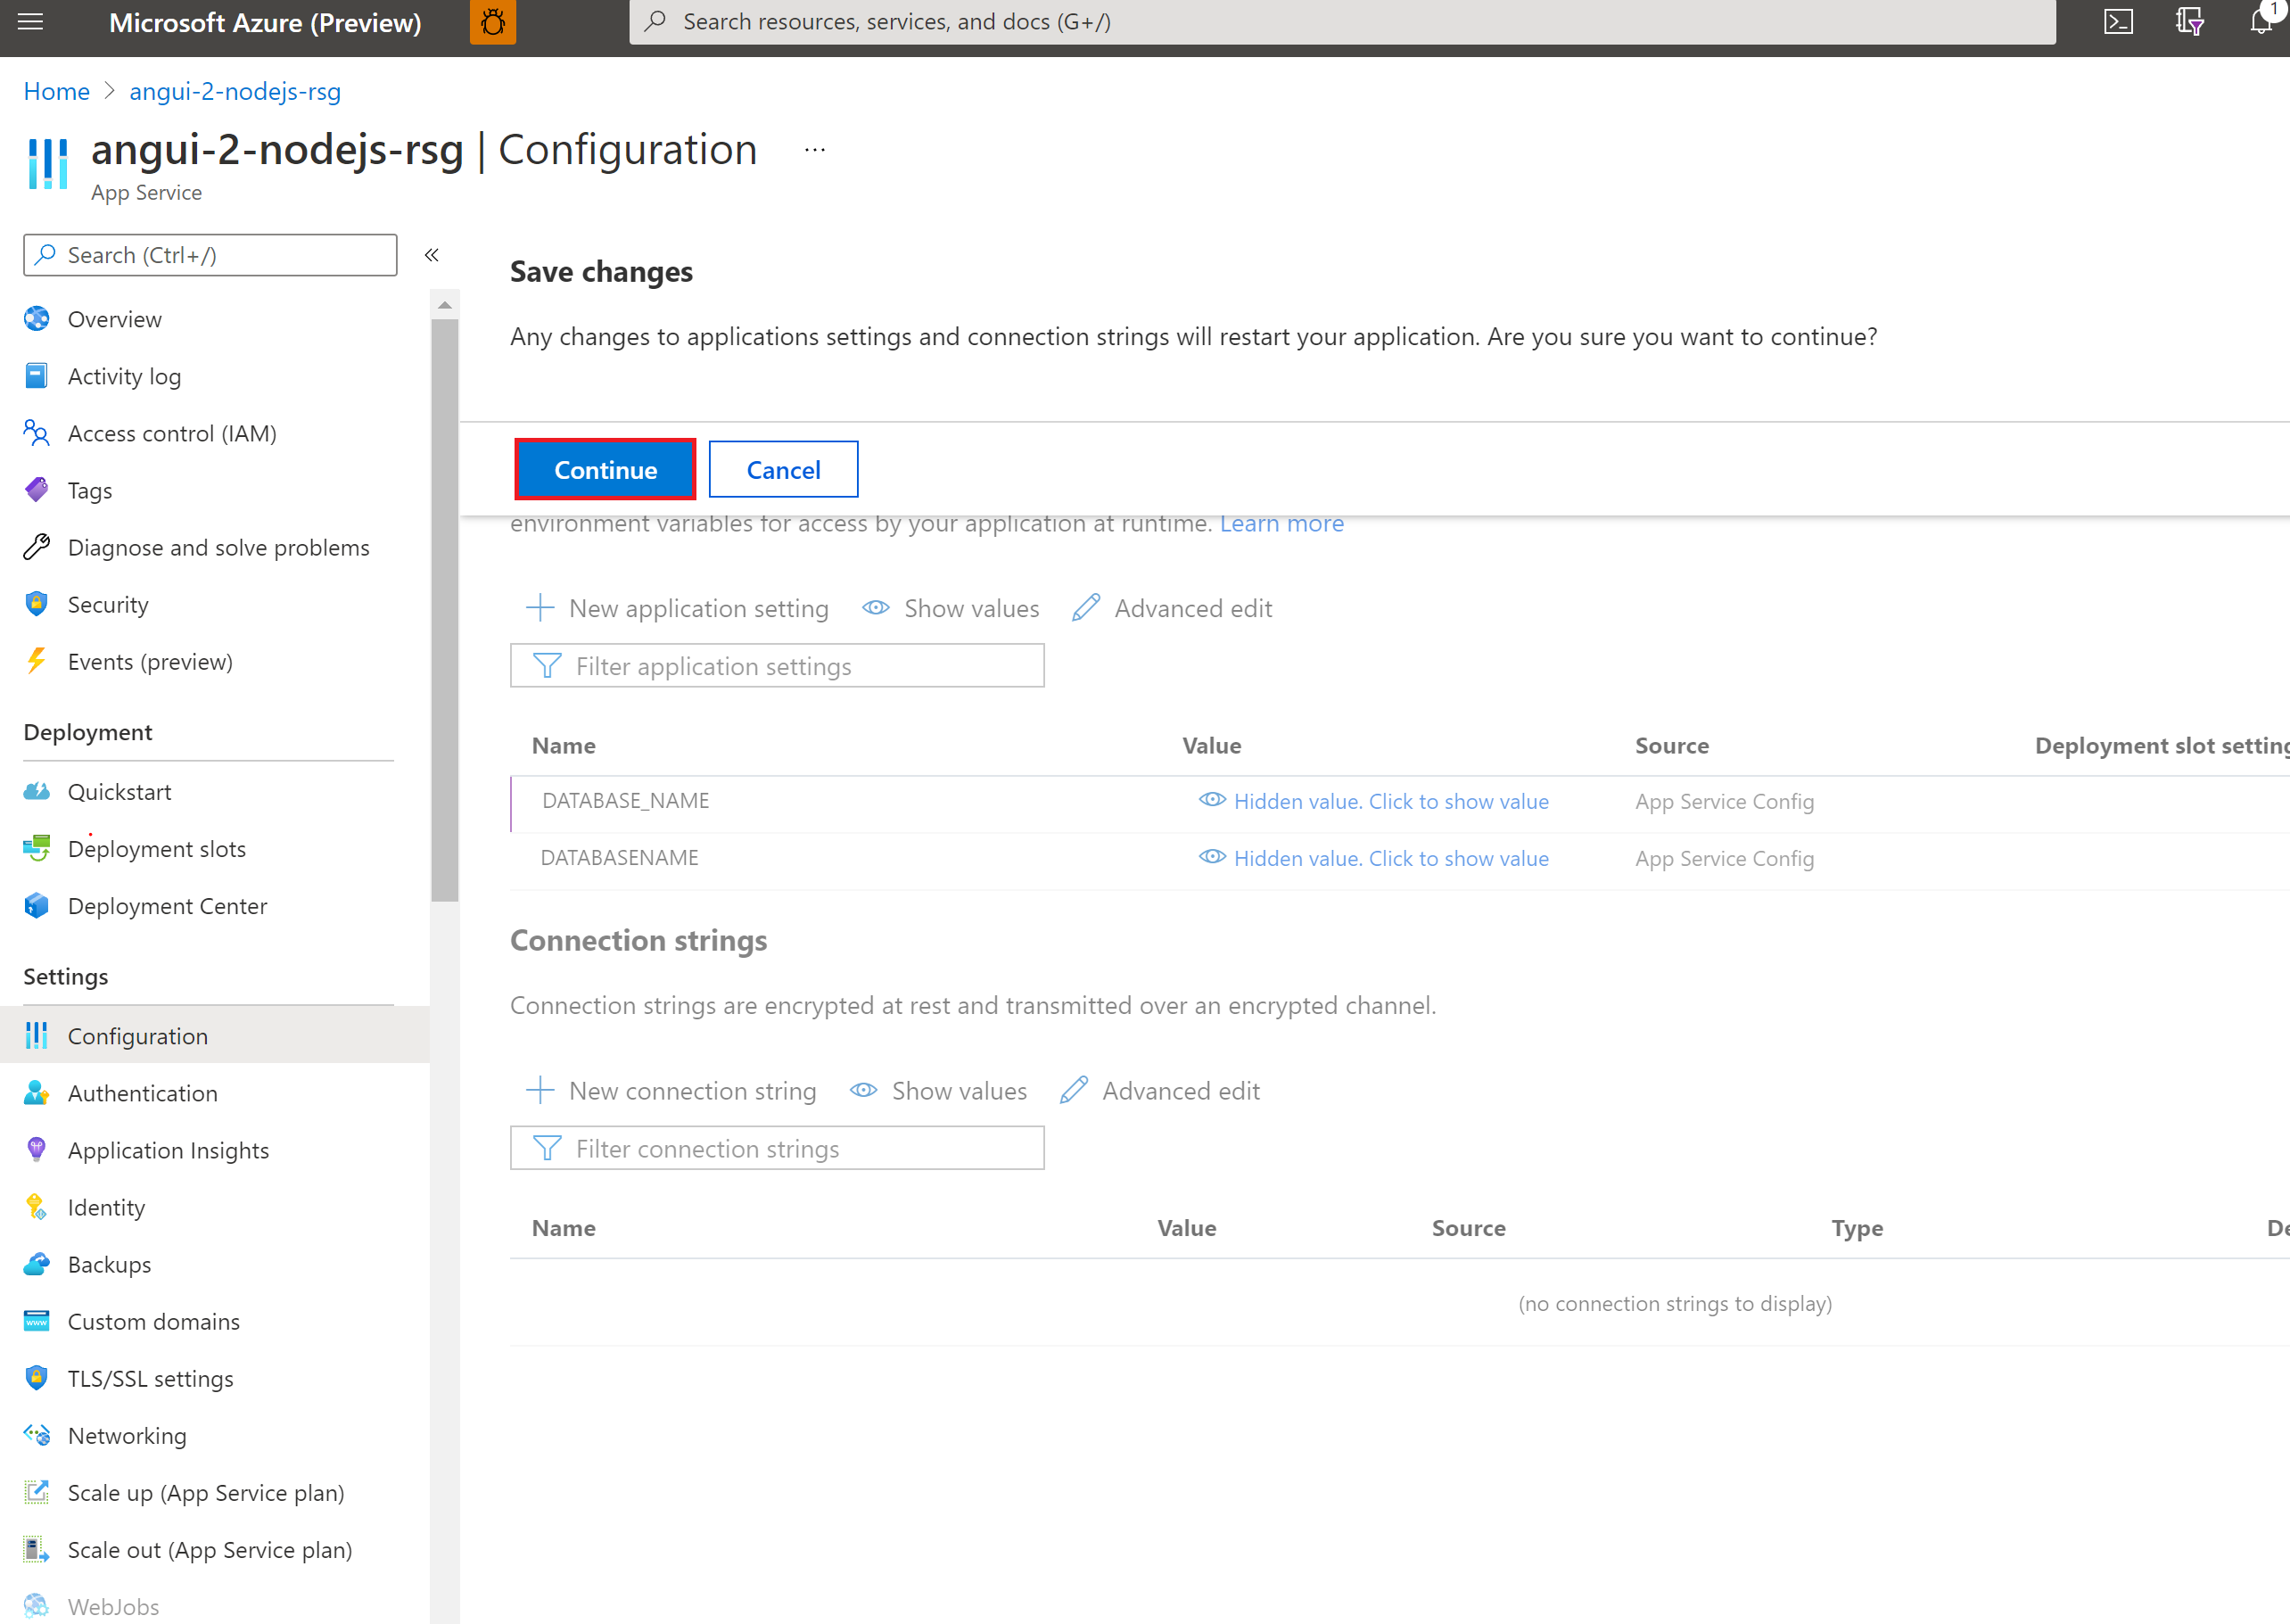 Microsoft Azure (Preview)
Search resources, services, and docs (G+/)
1
Home > angui-2-nodejs-rsg
angui-2-nodejs-rsg | Configuration ...
App Service
Search (Ctrl+/)
«
Overview
Activity log
Access control (IAM)
Tags
Diagnose and solve problems
Security
Events (preview)
Deployment
Quickstart
Deployment slots
Deployment Center
Settings
Configuration
Authentication
Application Insights
Identity
Backups
Custom domains
TLS/SSL settings
Networking
Scale up (App Service plan)
Scale out (App Service plan)
WebJobs
Save changes
Any changes to applications settings and connection strings will restart your application. Are you sure you want to continue?
Continue Cancel
environment variables for access by your application at runtime. Learn more
New application setting Show values Advanced edit
Filter application settings
Name Value Source Deployment slot setting
DATABASE_NAME Hidden value. Click to show value App Service Config
DATABASENAME Hidden value. Click to show value App Service Config
Connection strings
Connection strings are encrypted at rest and transmitted over an encrypted channel.
New connection string Show values Advanced edit
Filter connection strings
Name Value Source Type De
(no connection strings to display)